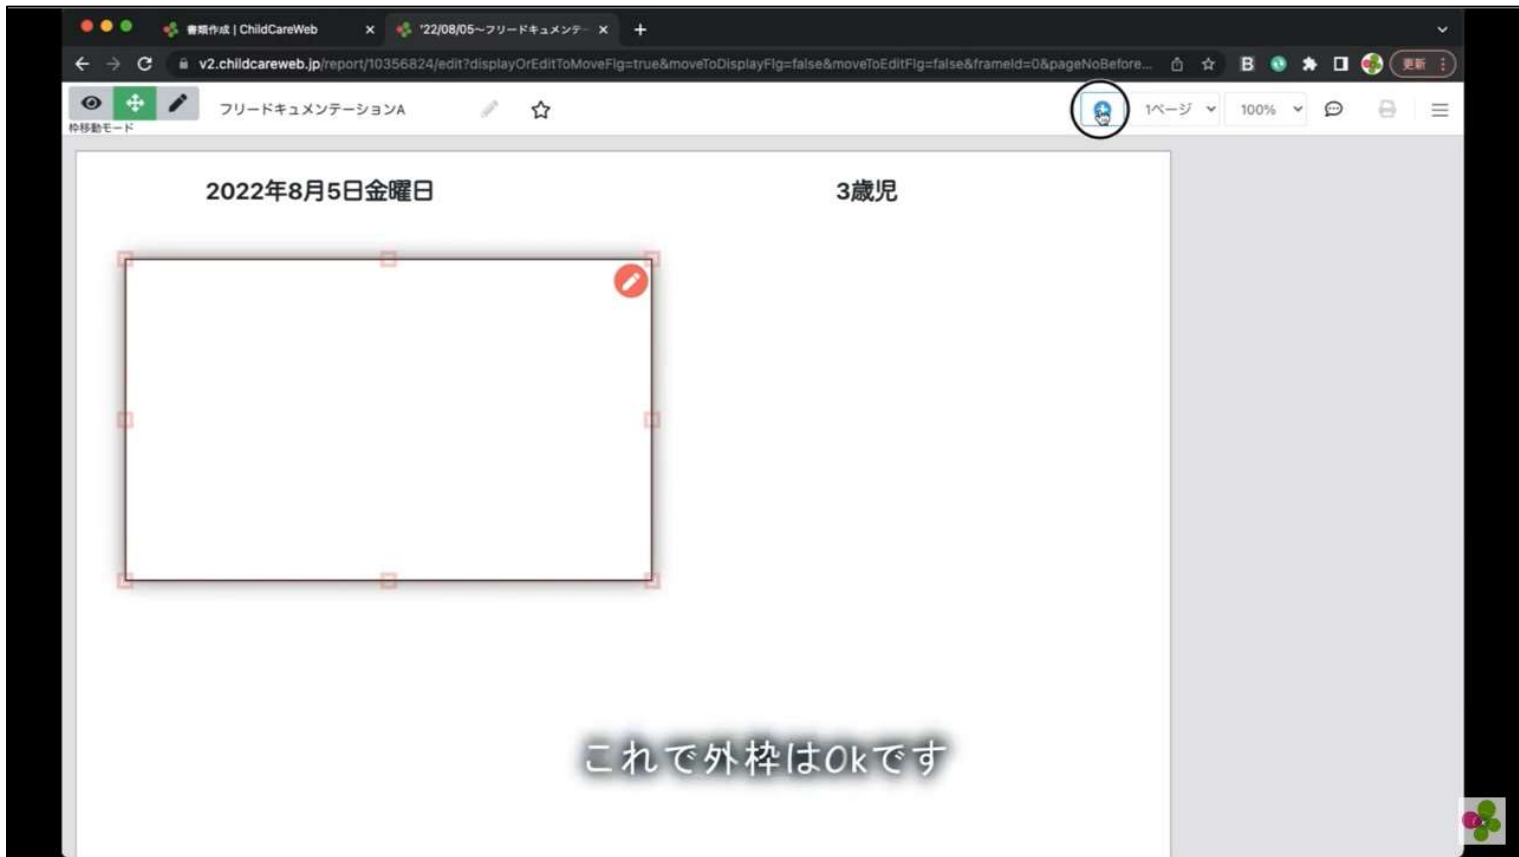 書類作成 | ChildCareWeb
'22/08/05～フリードキュメンテー
v2.childcareweb.jp/report/10356824/edit?displayOrEditToMoveFlg=true&moveToDisplayFlg=false&moveToEditFlg=false&frameId=0&pageNoBefore...
B
更新
フリードキュメンテーションA
1ページ
100%
枠移動モード
2022年8月5日金曜日
3歳児
これで外枠はOkです